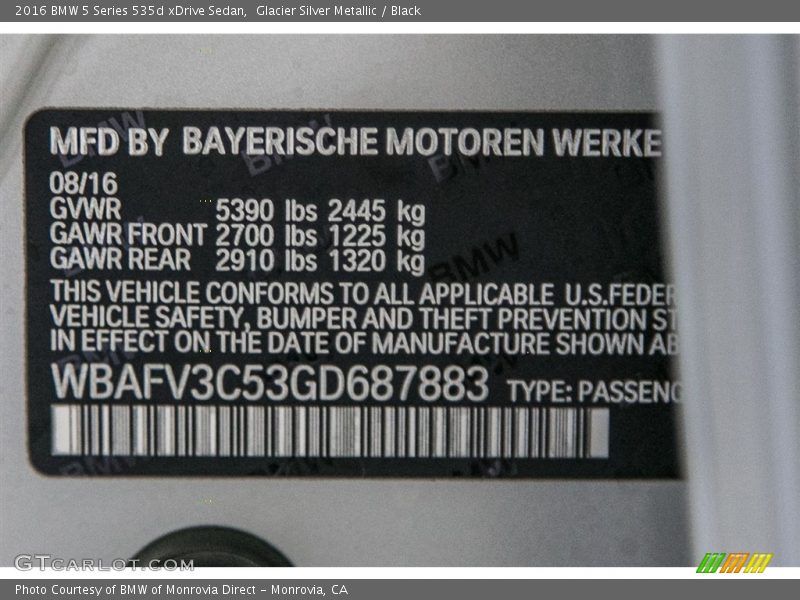 2016 BMW 5 Series 535d xDrive Sedan, Glacier Silver Metallic / Black
MFD BY BAYERISCHE MOTOREN WERKE
08/16
GVWR 5390 lbs 2445 kg
GAWR FRONT 2700 lbs 1225 kg
GAWR REAR 2910 lbs 1320 kg
THIS VEHICLE CONFORMS TO ALL APPLICABLE U.S.FEDER
VEHICLE SAFETY, BUMPER AND THEFT PREVENTION ST
IN EFFECT ON THE DATE OF MANUFACTURE SHOWN AB
WBAFV3C53GD687883 TYPE: PASSENG
GTCARLOT.COM
Photo Courtesy of BMW of Monrovia Direct - Monrovia, CA